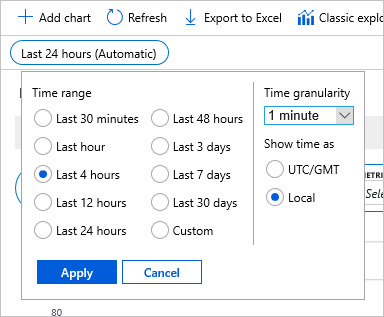 Add chart Refresh Export to Excel Classic explo
Last 24 hours (Automatic)
Time range
Last 30 minutes
Last 48 hours
Last hour
Last 3 days
Last 4 hours
Last 7 days
Last 12 hours
Last 30 days
Last 24 hours
Custom
Time granularity
1 minute
Show time as
UTC/GMT
Local
Apply
Cancel
METRI
Sele
80